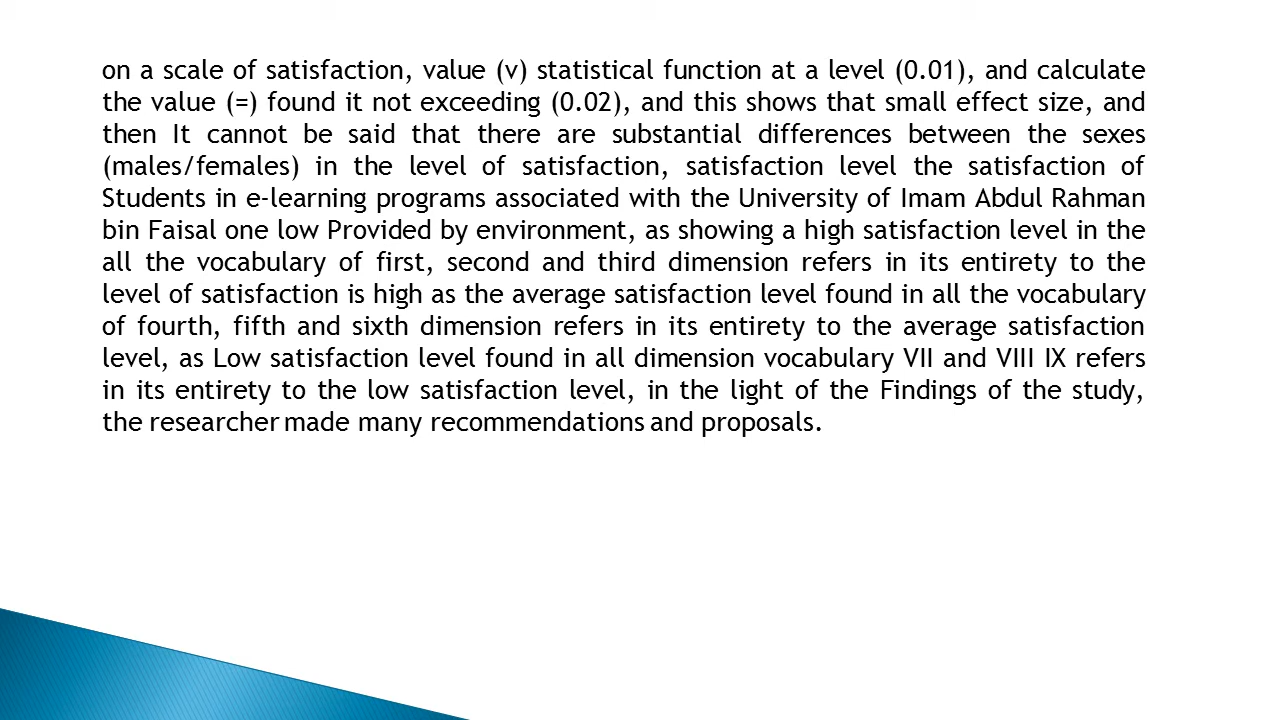 on a scale of satisfaction, value (v) statistical function at a level (0.01), and calculate
the value (=) found it not exceeding (0.02), and this shows that small effect size, and
then It cannot be said that there are substantial differences between the sexes
(males/females) in the level of satisfaction, satisfaction level the satisfaction of
Students in e-learning programs associated with the University of Imam Abdul Rahman
bin Faisal one low Provided by environment, as showing a high satisfaction level in the
all the vocabulary of first, second and third dimension refers in its entirety to the
level of satisfaction is high as the average satisfaction level found in all the vocabulary
of fourth, fifth and sixth dimension refers in its entirety to the average satisfaction
level, as Low satisfaction level found in all dimension vocabulary VII and VIII IX refers
in its entirety to the low satisfaction level, in the light of the Findings of the study,
the researcher made many recommendations and proposals.